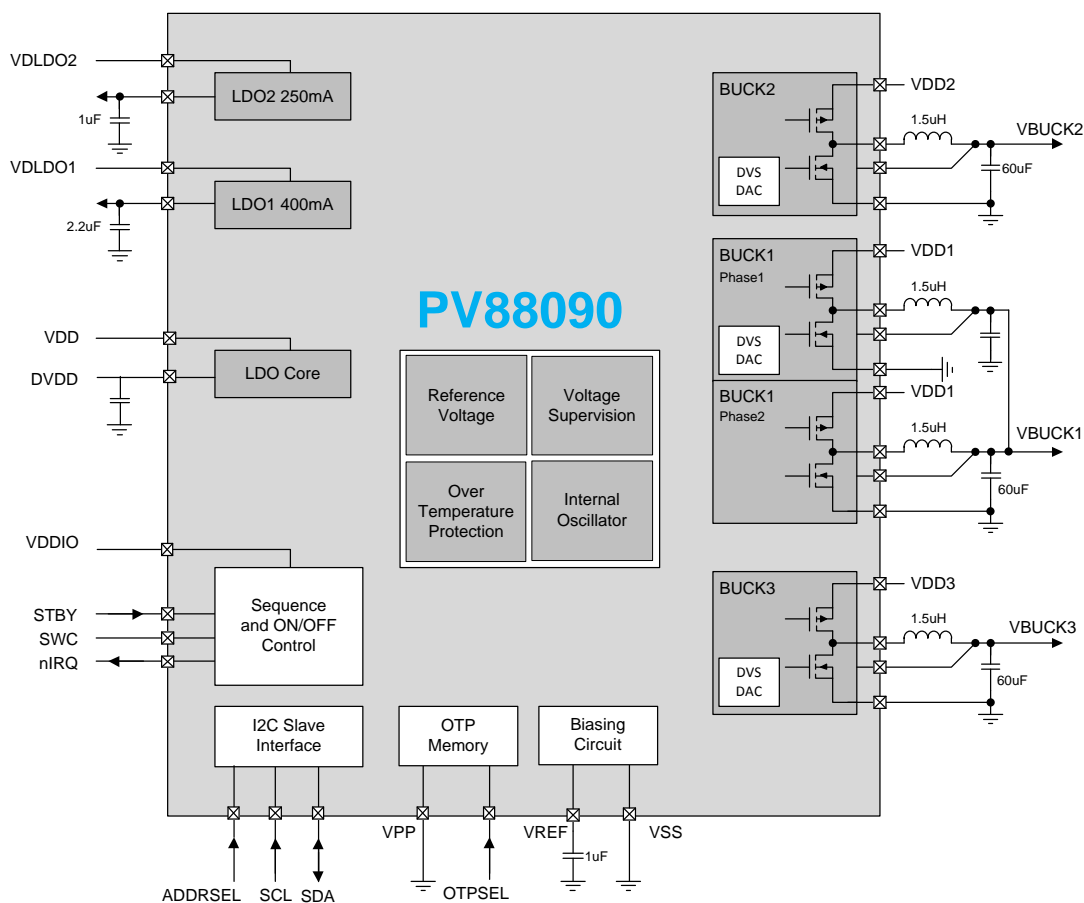 VDLDO2
LDO2 250mA
1uF
VDLDO1
LDO1 400mA
2.2uF
VDD
DVDD
LDO Core
VDDIO
STBY
SWC
nIRQ
Sequence
and ON/OFF
Control
PV88090
Reference
Voltage
Voltage
Supervision
Over
Temperature
Protection
Internal
Oscillator
BUCK2
DVS
DAC
VDD2
1.5uH
VBUCK2
60uF
BUCK1
Phase1
DVS
DAC
VDD1
1.5uH
BUCK1
Phase2
VDD1
1.5uH
VBUCK1
60uF
BUCK3
DVS
DAC
VDD3
1.5uH
VBUCK3
60uF
I2C Slave
Interface
OTP
Memory
Biasing
Circuit
VPP
VREF
VSS
1uF
ADDRSEL
SCL
SDA
OTPSEL